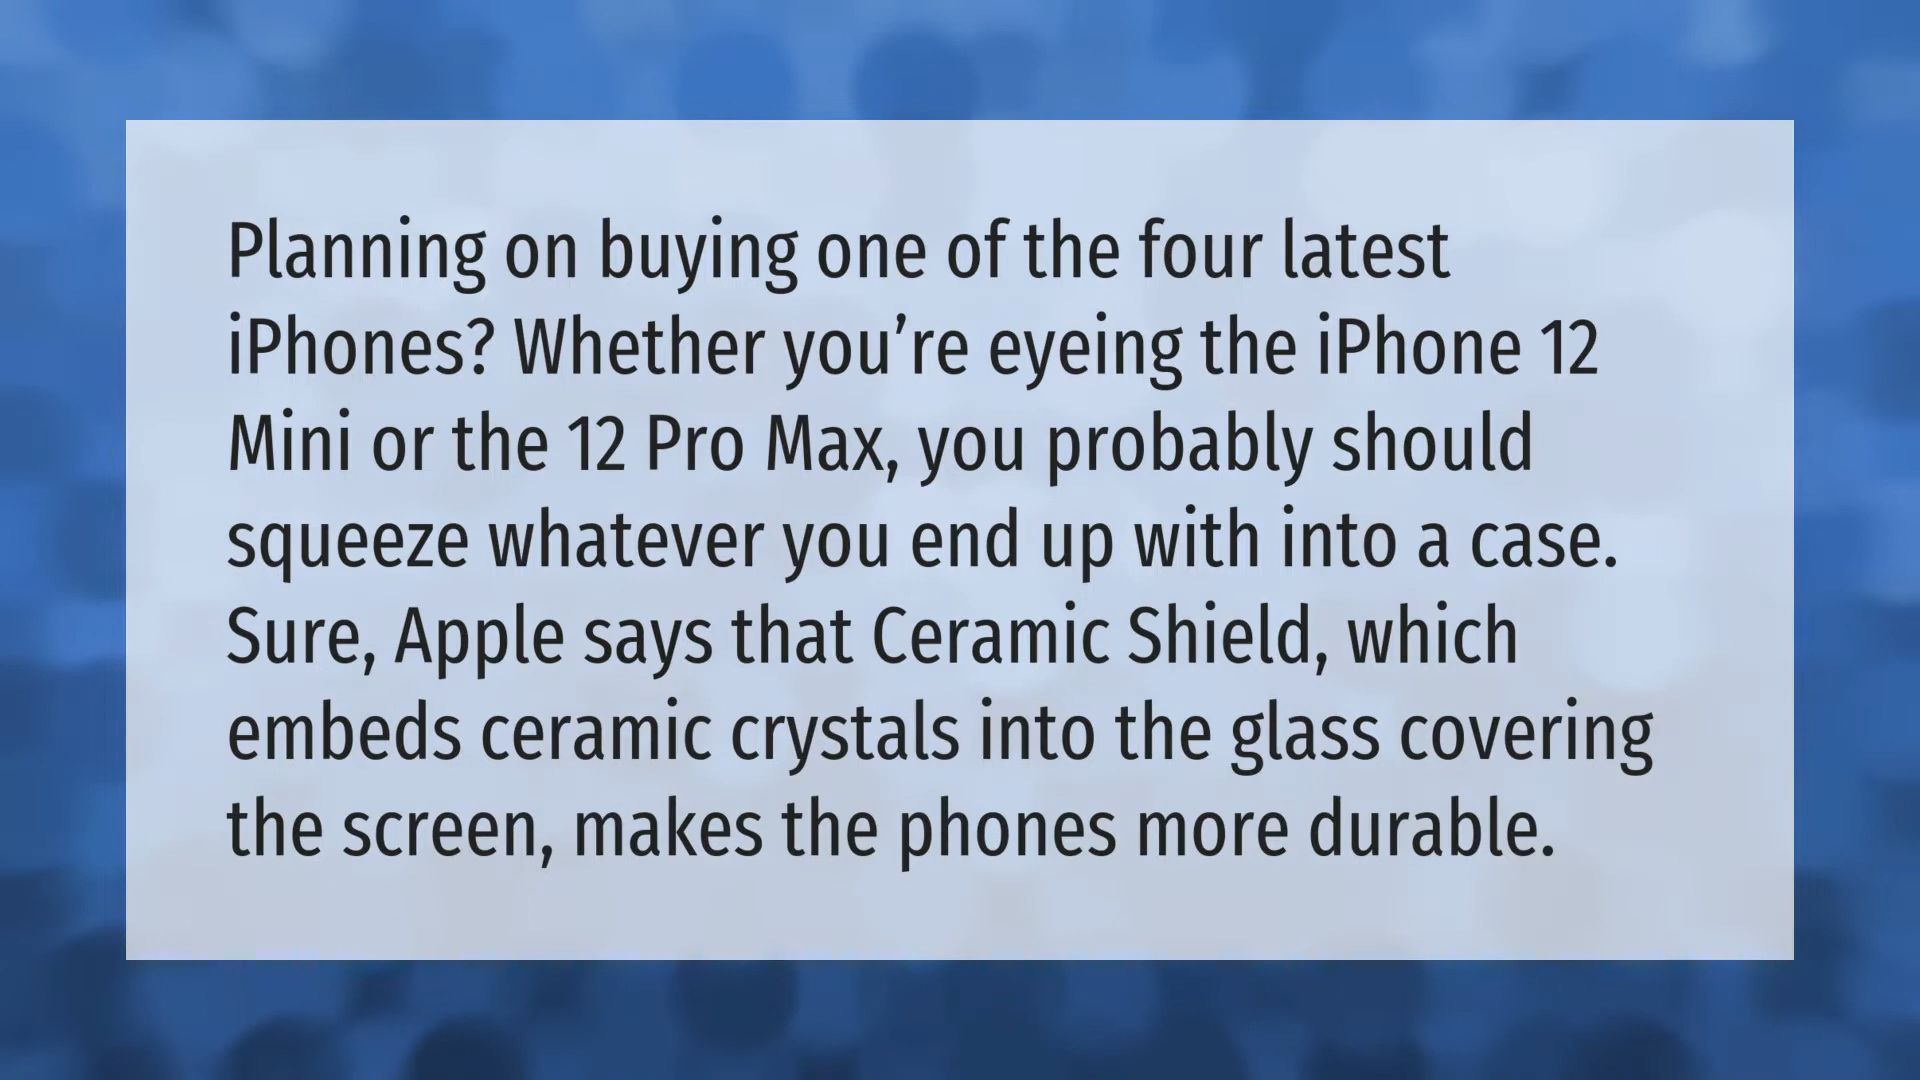 Planning on buying one of the four latest
iPhones? Whether you’re eyeing the iPhone 12
Mini or the 12 Pro Max, you probably should
squeeze whatever you end up with into a case.
Sure, Apple says that Ceramic Shield, which
embeds ceramic crystals into the glass covering
the screen, makes the phones more durable.